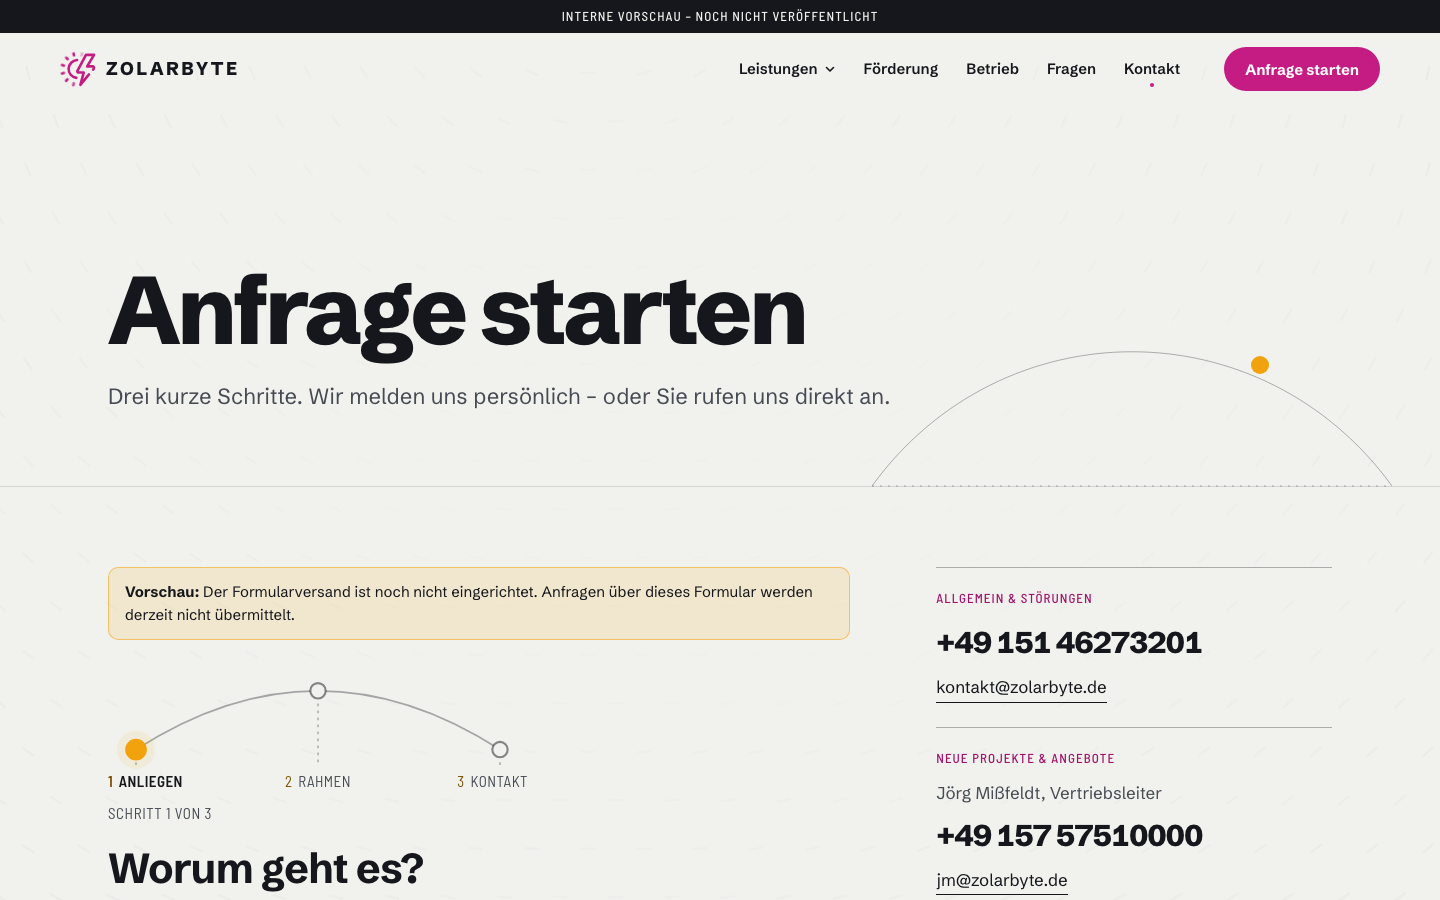 INTERNE VORSCHAU – NOCH NICHT VERÖFFENTLICHT
ZOLARBYTE
Leistungen
Förderung
Betrieb
Fragen
Kontakt
Anfrage starten
Anfrage starten
Drei kurze Schritte. Wir melden uns persönlich – oder Sie rufen uns direkt an.
Vorschau: Der Formularversand ist noch nicht eingerichtet. Anfragen über dieses Formular werden
derzeit nicht übermittelt.
1 ANLIEGEN
2 RAHMEN
3 KONTAKT
SCHRITT 1 VON 3
Worum geht es?
ALLGEMEIN & STÖRUNGEN
+49 151 46273201
kontakt@zolarbyte.de
NEUE PROJEKTE & ANGEBOTE
Jörg Mißfeldt, Vertriebsleiter
+49 157 57510000
jm@zolarbyte.de